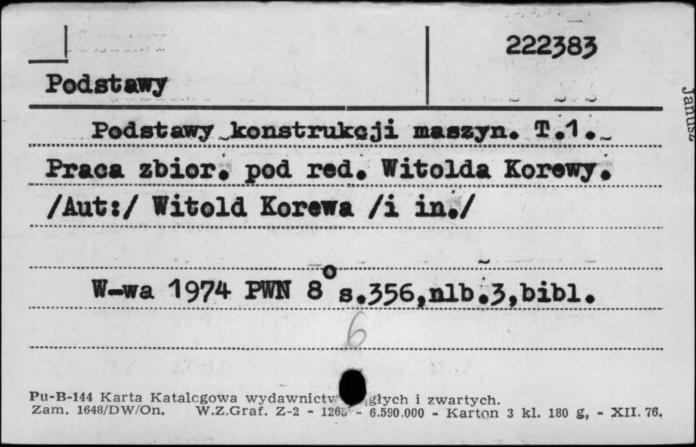 222383
Podstawy
Podstawy konstrukcji maszyn. T.1.
Praca zbior. pod red. Witolda Korewy.
/Aut:/ Witold Korewa /i in./
W-wa 1974 PWN 8° s.356,nlb.3,bibl.
6
Pu-B-144 Karta Katalogowa wydawnictw głych i zwartych.
Zam. 1648/DW/On. W.Z.Graf. Z-2 - 6.590.000 - Karton 3 kl. 180 g, - XII. 76.
Janusz